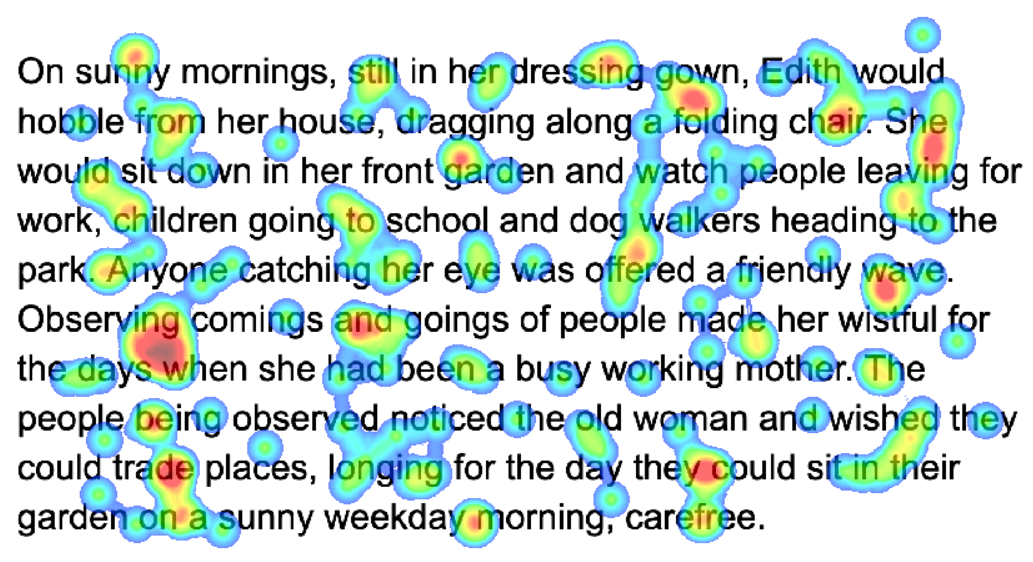 On sunny mornings, still in her dressing gown, Edith would
hobble from her house, dragging along a folding chair. She
would sit down in her front garden and watch people leaving for
work, children going to school and dog walkers heading to the
park. Anyone catching her eye was offered a friendly wave.
Observing comings and goings of people made her wistful for
the days when she had been a busy working mother. The
people being observed noticed the old woman and wished they
could trade places, longing for the day they could sit in their
garden on a sunny weekday morning, carefree.